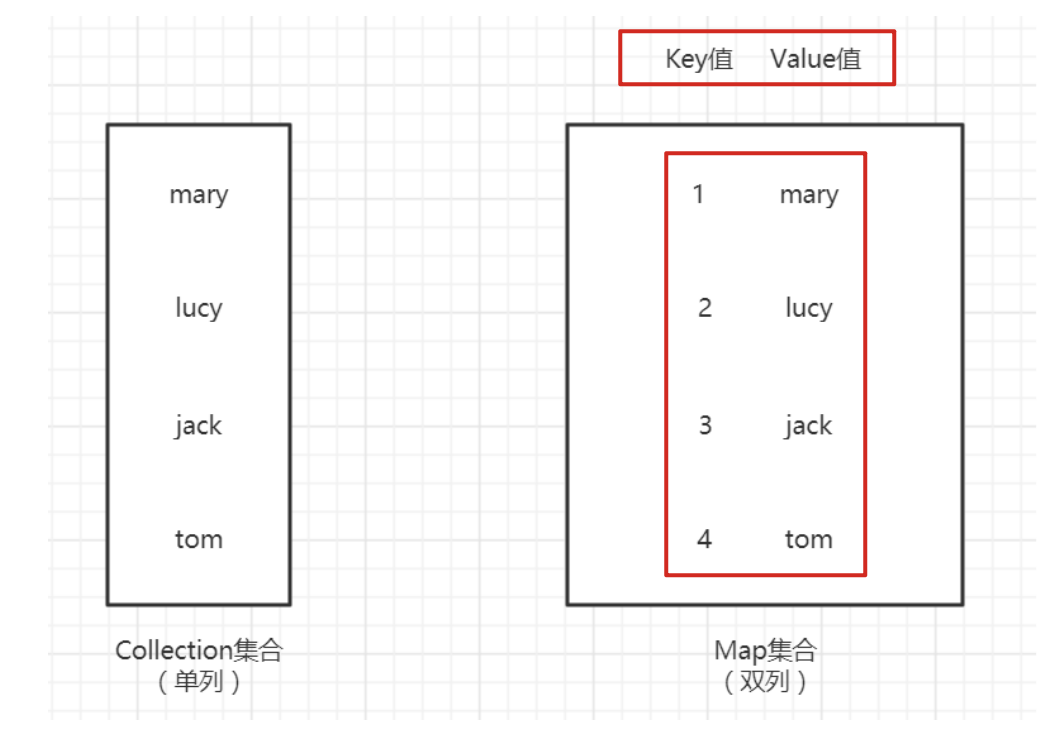 Key值 Value值
mary
lucy
jack
tom
Collection集合
（单列）
1 mary
2 lucy
3 jack
4 tom
Map集合
（双列）